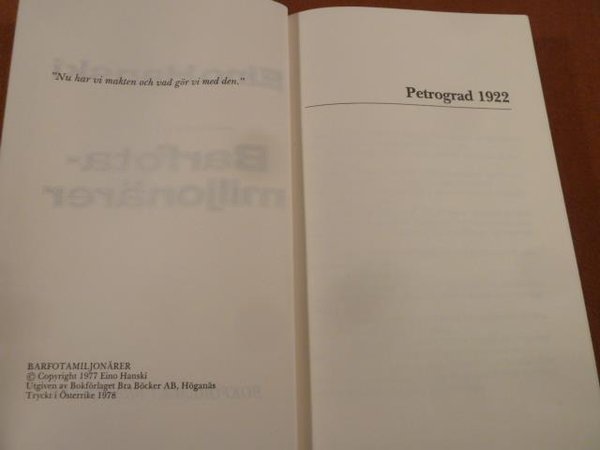 "Nu har vi makten och vad gör vi med den."
BARFOTAMILJONÄRER
© Copyright 1977 Eino Hanski
Utgiven av Bokförlaget Bra Böcker AB, Höganäs
Tryckt i Österrike 1978
Petrograd 1922